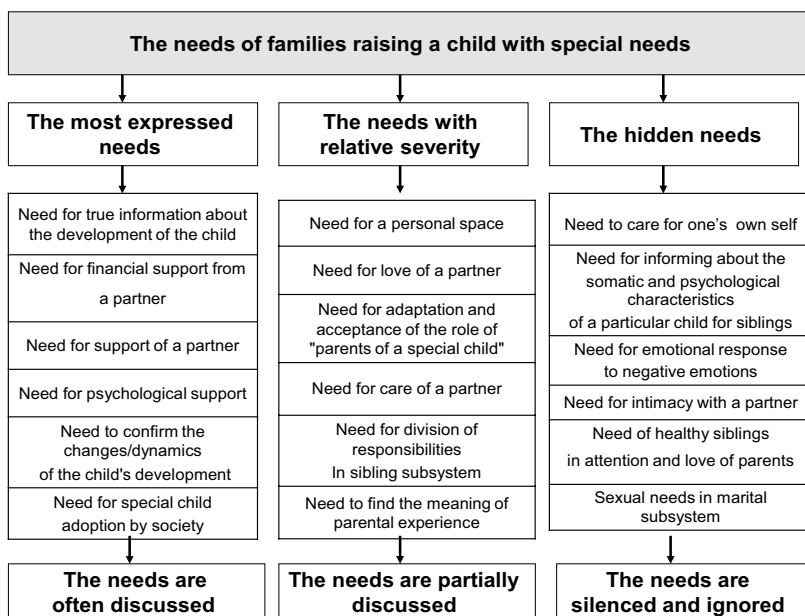 The needs of families raising a child with special needs
The most expressed
needs
Need for true information about
the development of the child
Need for financial support from
a partner
Need for support of a partner
Need for psychological support
Need to confirm the
changes/dynamics
of the child's development
Need for special child
adoption by society
The needs are
often discussed
The needs with
relative severity
Need for a personal space
Need for love of a partner
Need for adaptation and
acceptance of the role of
"parents of a special child"
Need for care of a partner
Need for division of
responsibilities
In sibling subsystem
Need to find the meaning of
parental experience
The needs are partially
discussed
The hidden needs
Need to care for one's own self
Need for informing about the
somatic and psychological
characteristics
of a particular child for siblings
Need for emotional response
to negative emotions
Need for intimacy with a partner
Need of healthy siblings
in attention and love of parents
Sexual needs in marital
subsystem
The needs are
silenced and ignored